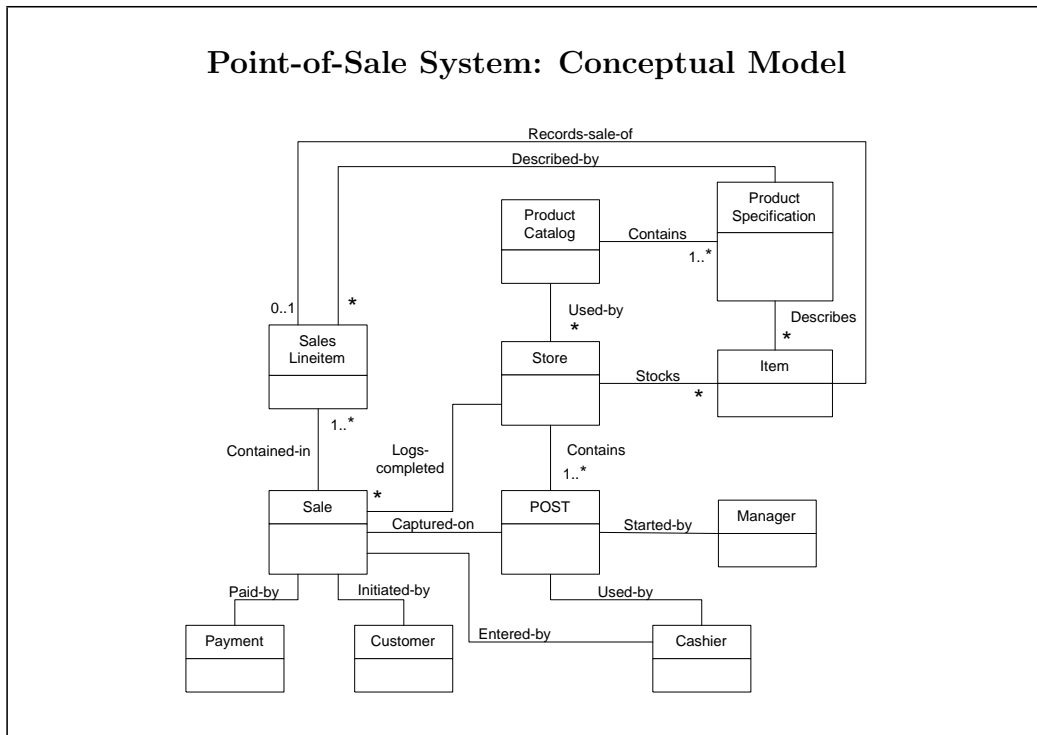 Point-of-Sale System: Conceptual Model
Records-sale-of
Described-by
Product
Specification
Product
Catalog
Contains
1..*
0..1
*
Used-by
*
Describes
*
Sales
Lineitem
Store
Stocks
*
Item
1..*
Contained-in
Logs-
completed
*
Contains
1..*
Sale
Captured-on
POST
Started-by
Manager
Paid-by
Initiated-by
Used-by
Entered-by
Payment
Customer
Cashier